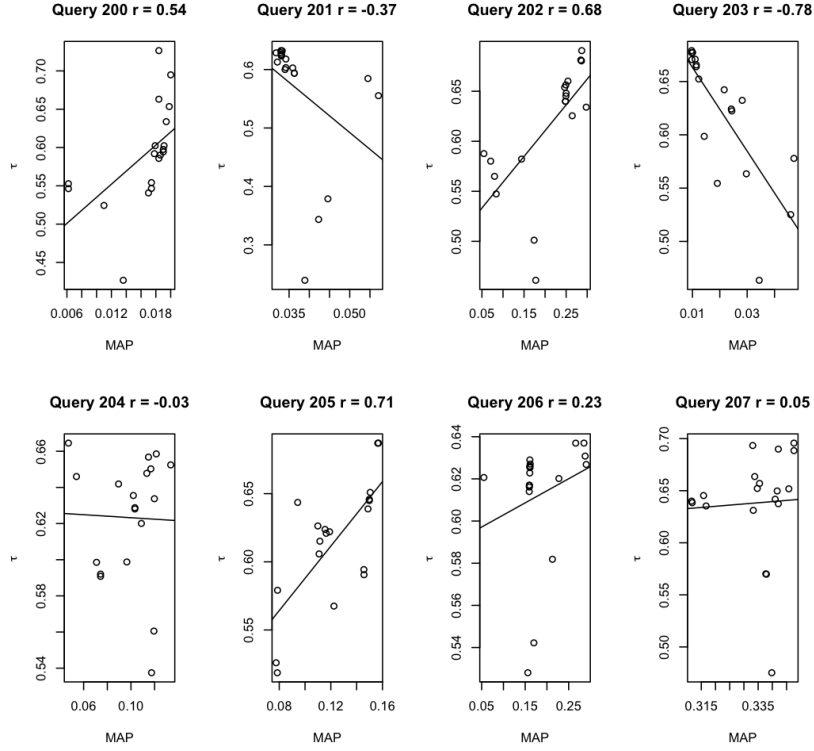 Query 200 r = 0.54
Query 201 r = -0.37
Query 202 r = 0.68
Query 203 r = -0.78
τ
0.45 0.50 0.55 0.60 0.65 0.70
0.006 0.012 0.018
MAP
τ
0.3 0.4 0.5 0.6
0.035 0.050
MAP
τ
0.50 0.55 0.60 0.65
0.05 0.15 0.25
MAP
τ
0.50 0.55 0.60 0.65
0.01 0.03
MAP
Query 204 r = -0.03
Query 205 r = 0.71
Query 206 r = 0.23
Query 207 r = 0.05
τ
0.54 0.58 0.62 0.66
0.06 0.10
MAP
τ
0.55 0.60 0.65
0.08 0.12 0.16
MAP
τ
0.54 0.56 0.58 0.60 0.62 0.64
0.05 0.15 0.25
MAP
τ
0.50 0.55 0.60 0.65 0.70
0.315 0.335
MAP